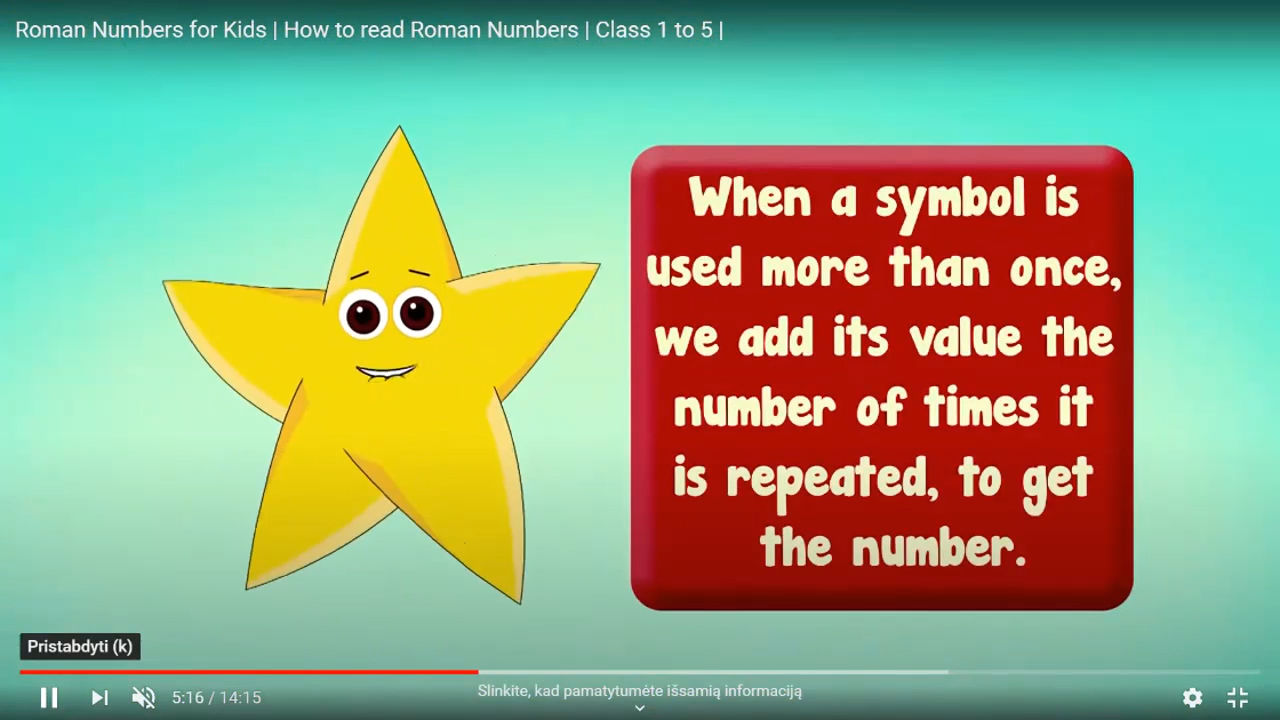 Roman Numbers for Kids | How to read Roman Numbers | Class 1 to 5 |
When a symbol is
used more than once,
we add its value the
number of times it
is repeated, to get
the number.
Pristabdyti (k)
5:16 / 14:15
Slinkite, kad pamatytumėte išsamią informaciją